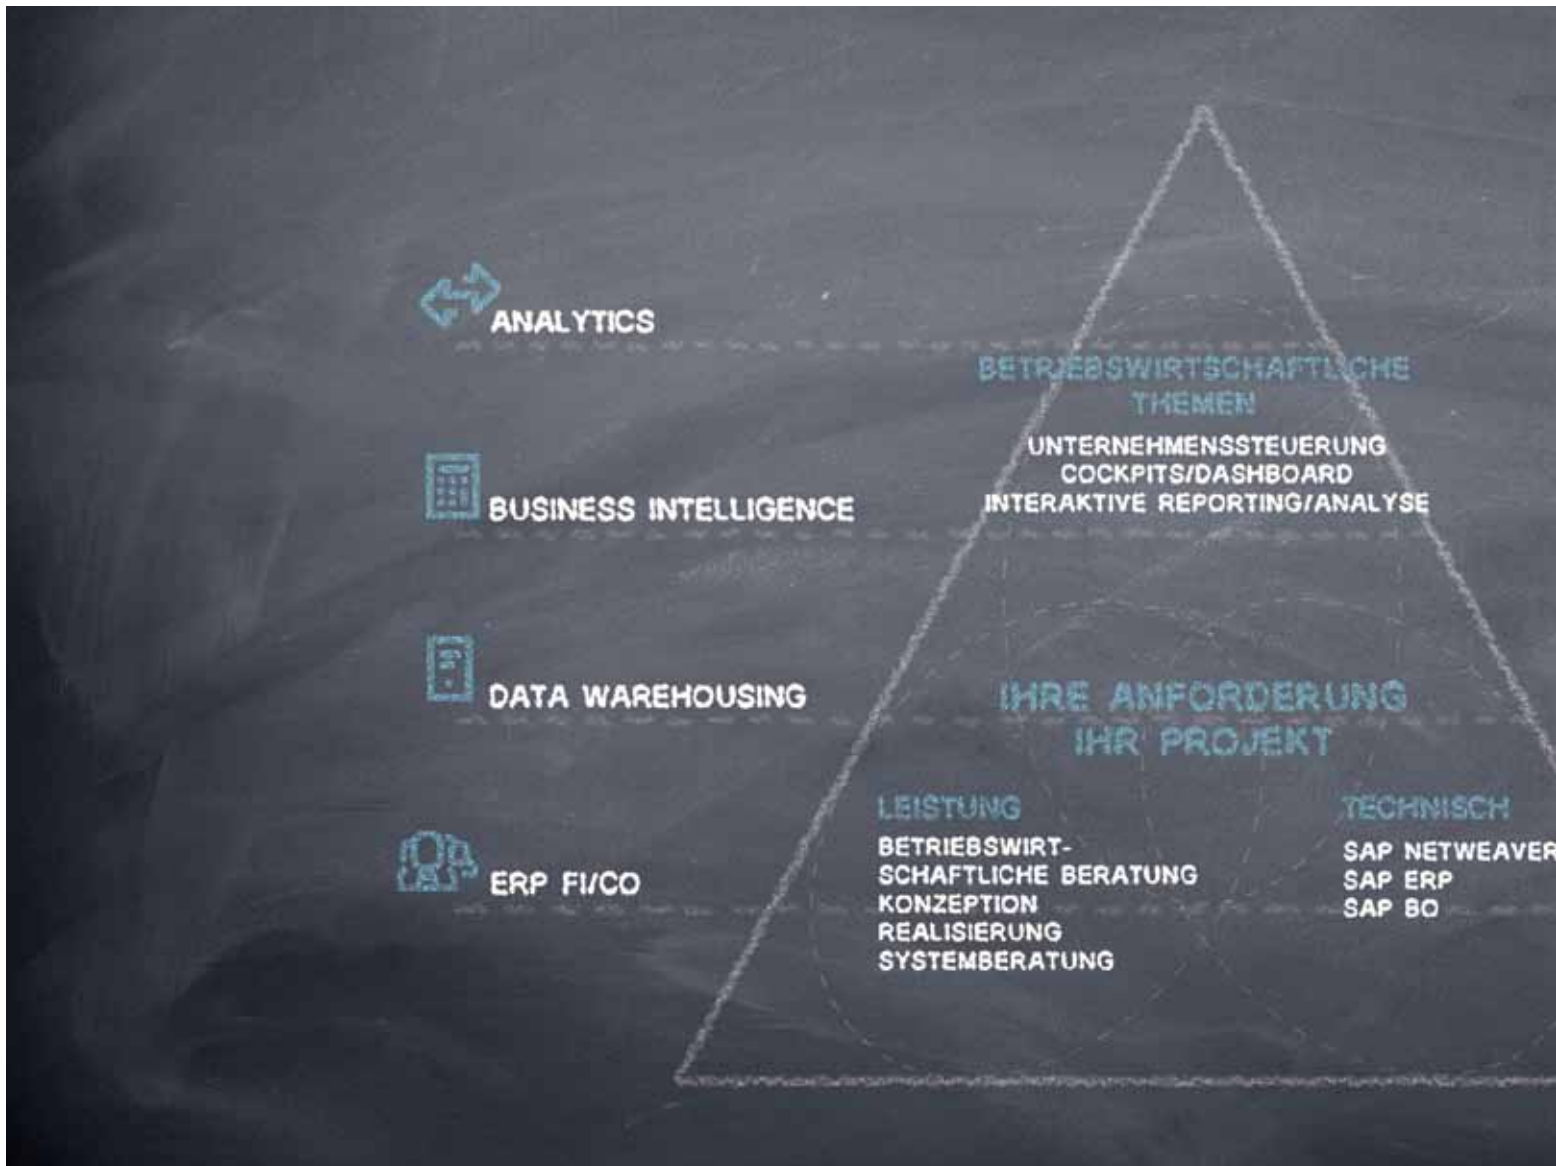 ANALYTICS
BETRIEBSWIRTSCHAFTLICHE
THEMEN
UNTERNEHMENSSTEUERUNG
COCKPITS/DASHBOARD
INTERAKTIVE REPORTING/ANALYSE
BUSINESS INTELLIGENCE
DATA WAREHOUSING
IHRE ANFORDERUNG
IHR PROJEKT
ERP FI/CO
LEISTUNG
BETRIEBSWIRT-
SCHAFTLICHE BERATUNG
KONZEPTION
REALISIERUNG
SYSTEMBERATUNG
TECHNISCH
SAP NETWEAVER
SAP ERP
SAP BO